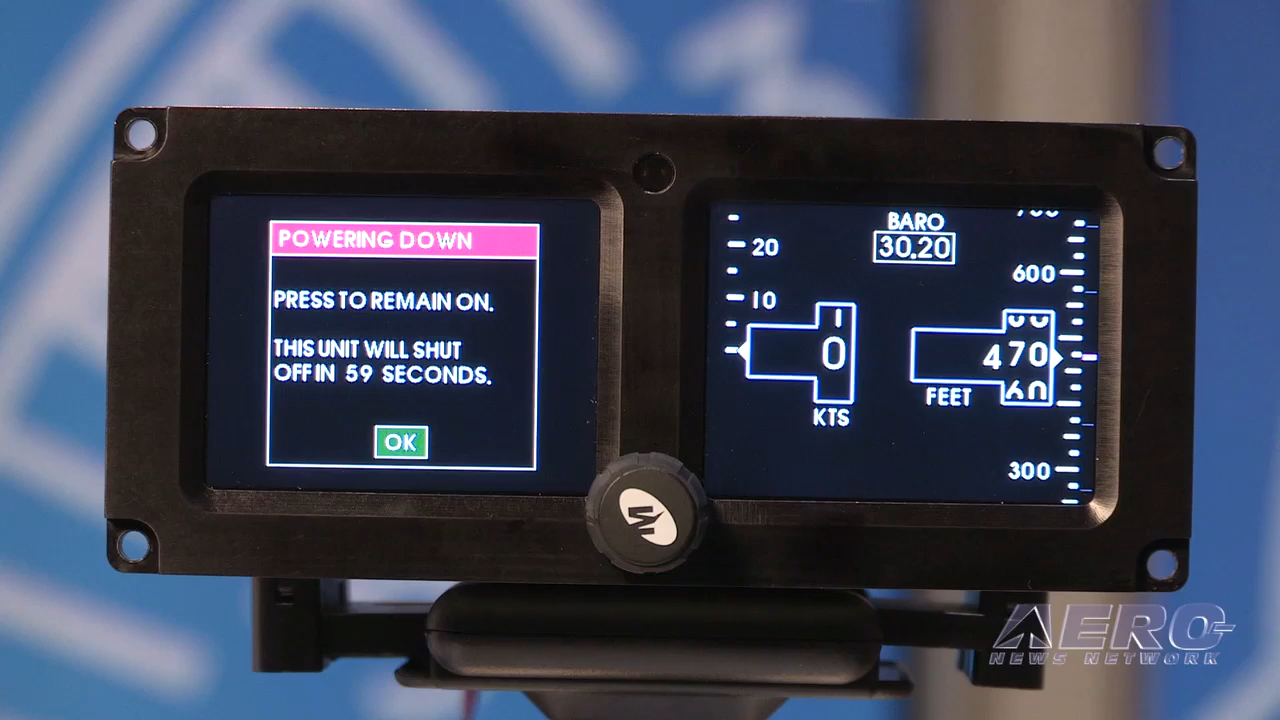 POWERING DOWN
PRESS TO REMAIN ON.
THIS UNIT WILL SHUT
OFF IN 59 SECONDS.
OK
BARO
30.20
20
10
0
KTS
600
470
60
FEET
300
M
AERO
NEWS NETWORK